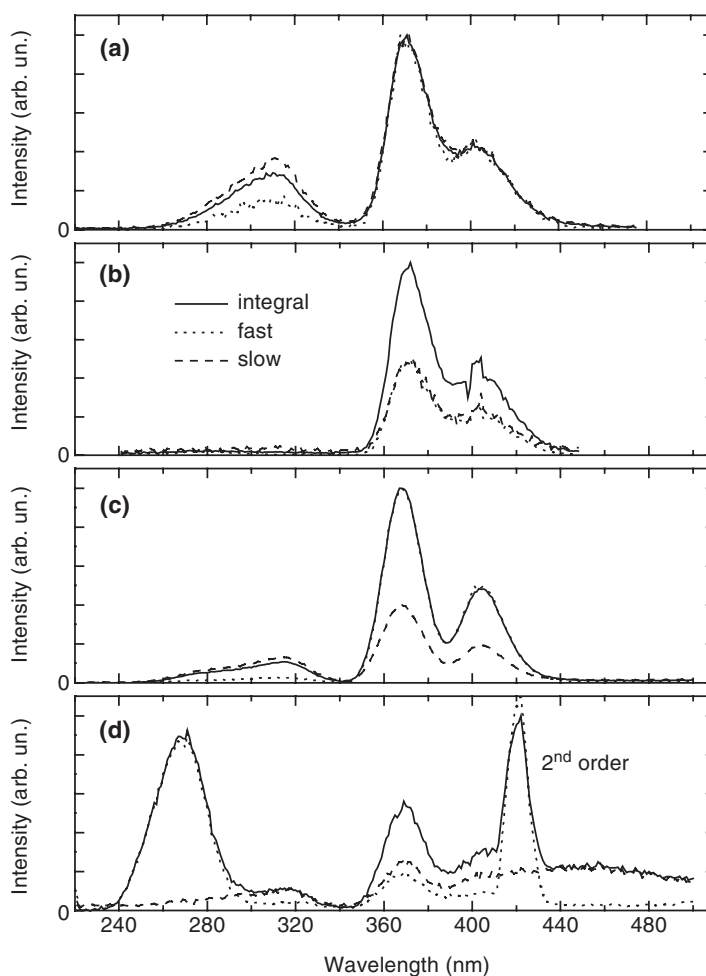 (a)
Intensity (arb. un.)
0
(b)
integral
fast
slow
Intensity (arb. un.)
0
(c)
Intensity (arb. un.)
0
(d)
2nd order
Intensity (arb. un.)
0
240 280 320 360 400 420 440 480
Wavelength (nm)